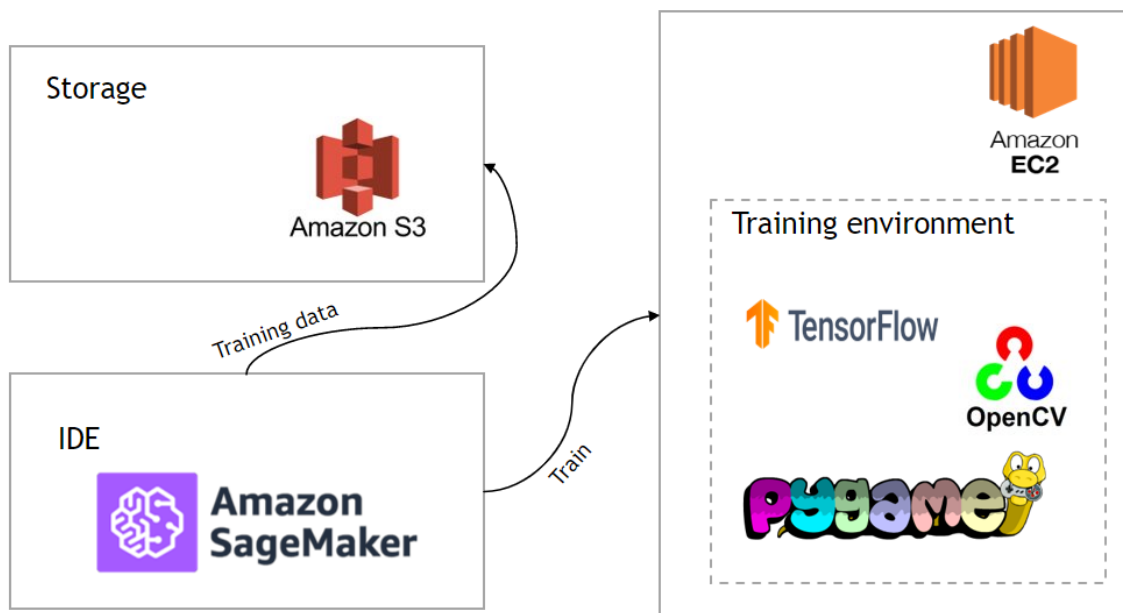 Storage
Amazon S3
Training data
IDE
Amazon
SageMaker
Train
Amazon
EC2
Training environment
TensorFlow
OpenCV
pygame